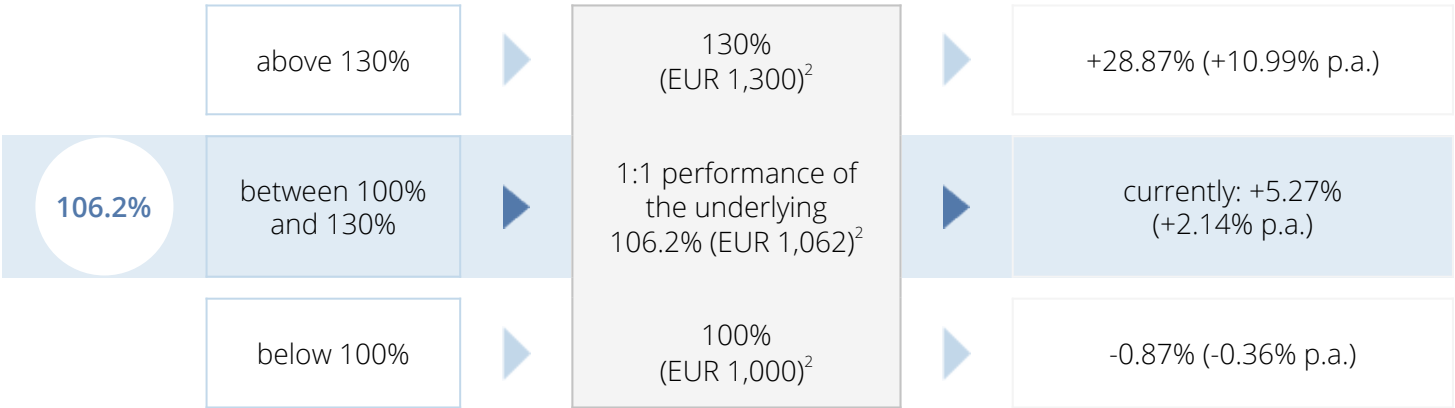 above 130%
130%
(EUR 1,300)²
+28.87% (+10.99% p.a.)
106.2%
between 100%
and 130%
1:1 performance of
the underlying
106.2% (EUR 1,062)²
currently: +5.27%
(+2.14% p.a.)
below 100%
100%
(EUR 1,000)²
-0.87% (-0.36% p.a.)